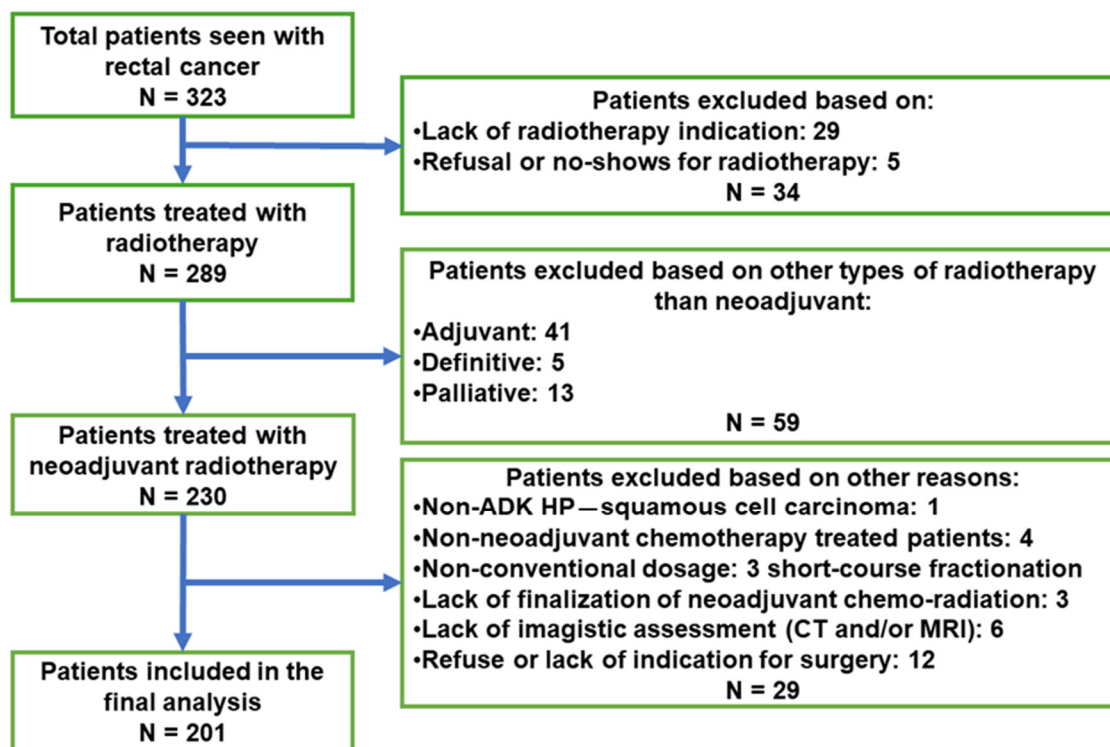 Total patients seen with
rectal cancer
N = 323
Patients excluded based on:
•Lack of radiotherapy indication: 29
•Refusal or no-shows for radiotherapy: 5
N = 34
Patients treated with
radiotherapy
N = 289
Patients excluded based on other types of radiotherapy
than neoadjuvant:
•Adjuvant: 41
•Definitive: 5
•Palliative: 13
N = 59
Patients treated with
neoadjuvant radiotherapy
N = 230
Patients excluded based on other reasons:
•Non-ADK HP—squamous cell carcinoma: 1
•Non-neoadjuvant chemotherapy treated patients: 4
•Non-conventional dosage: 3 short-course fractionation
•Lack of finalization of neoadjuvant chemo-radiation: 3
•Lack of imagistic assessment (CT and/or MRI): 6
•Refuse or lack of indication for surgery: 12
N = 29
Patients included in the
final analysis
N = 201